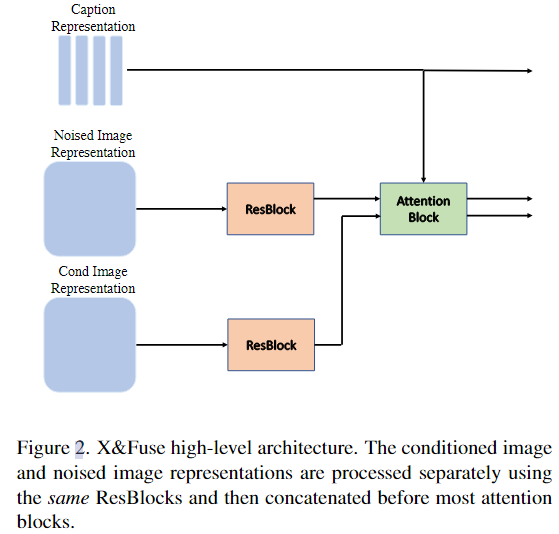 Caption
Representation
Noised Image
Representation
ResBlock
Attention
Block
Cond Image
Representation
ResBlock
Figure 2. X&Fuse high-level architecture. The conditioned image
and noised image representations are processed separately using
the same ResBlocks and then concatenated before most attention
blocks.